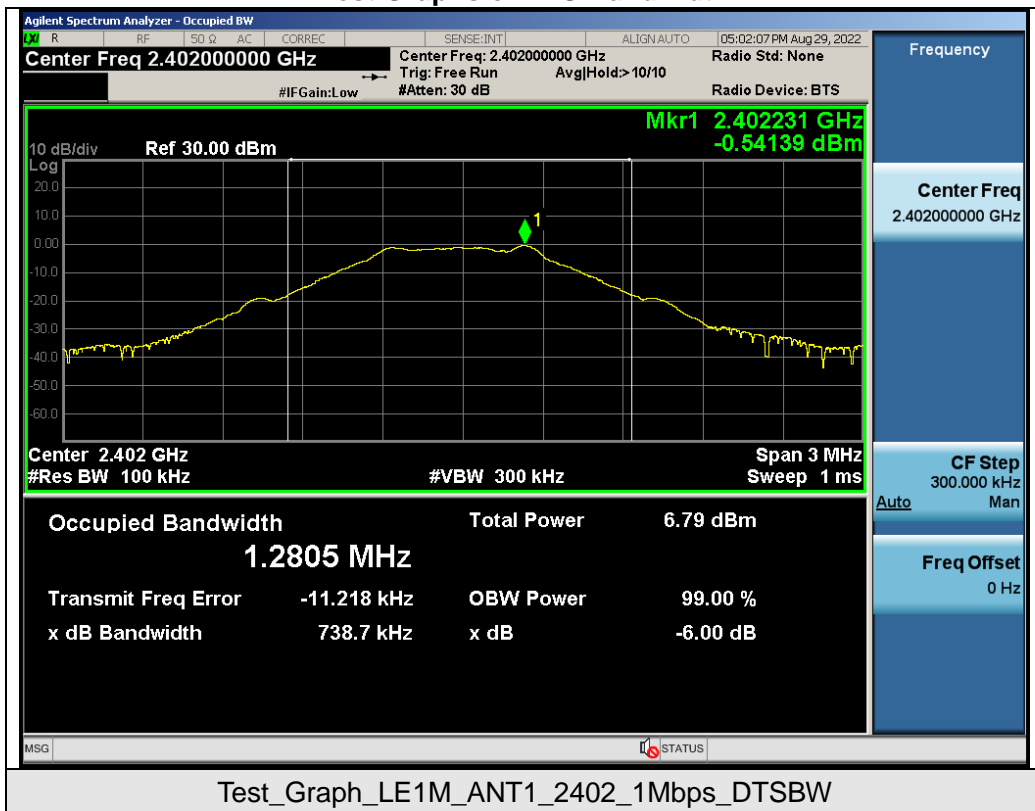 Agilent Spectrum Analyzer - Occupied BW
LXI R RF 50 Ω AC CORREC SENSE:INT ALIGN AUTO 05:02:07 PM Aug 29, 2022
Center Freq 2.402000000 GHz
Center Freq: 2.402000000 GHz Radio Std: None
Trig: Free Run Avg|Hold:> 10/10
#IFGain:Low #Atten: 30 dB Radio Device: BTS
Mkr1 2.402231 GHz
-0.54139 dBm
10 dB/div Ref 30.00 dBm
Log
20.0
10.0
0.00
-10.0
-20.0
-30.0
-40.0
-50.0
-60.0
1
Center 2.402 GHz Span 3 MHz
#Res BW 100 kHz #VBW 300 kHz Sweep 1 ms
Occupied Bandwidth Total Power 6.79 dBm
1.2805 MHz
Transmit Freq Error -11.218 kHz OBW Power 99.00 %
x dB Bandwidth 738.7 kHz x dB -6.00 dB
MSG STATUS
Frequency
Center Freq
2.402000000 GHz
CF Step
300.000 kHz
Auto Man
Freq Offset
0 Hz
Test_Graph_LE1M_ANT1_2402_1Mbps_DTSBW